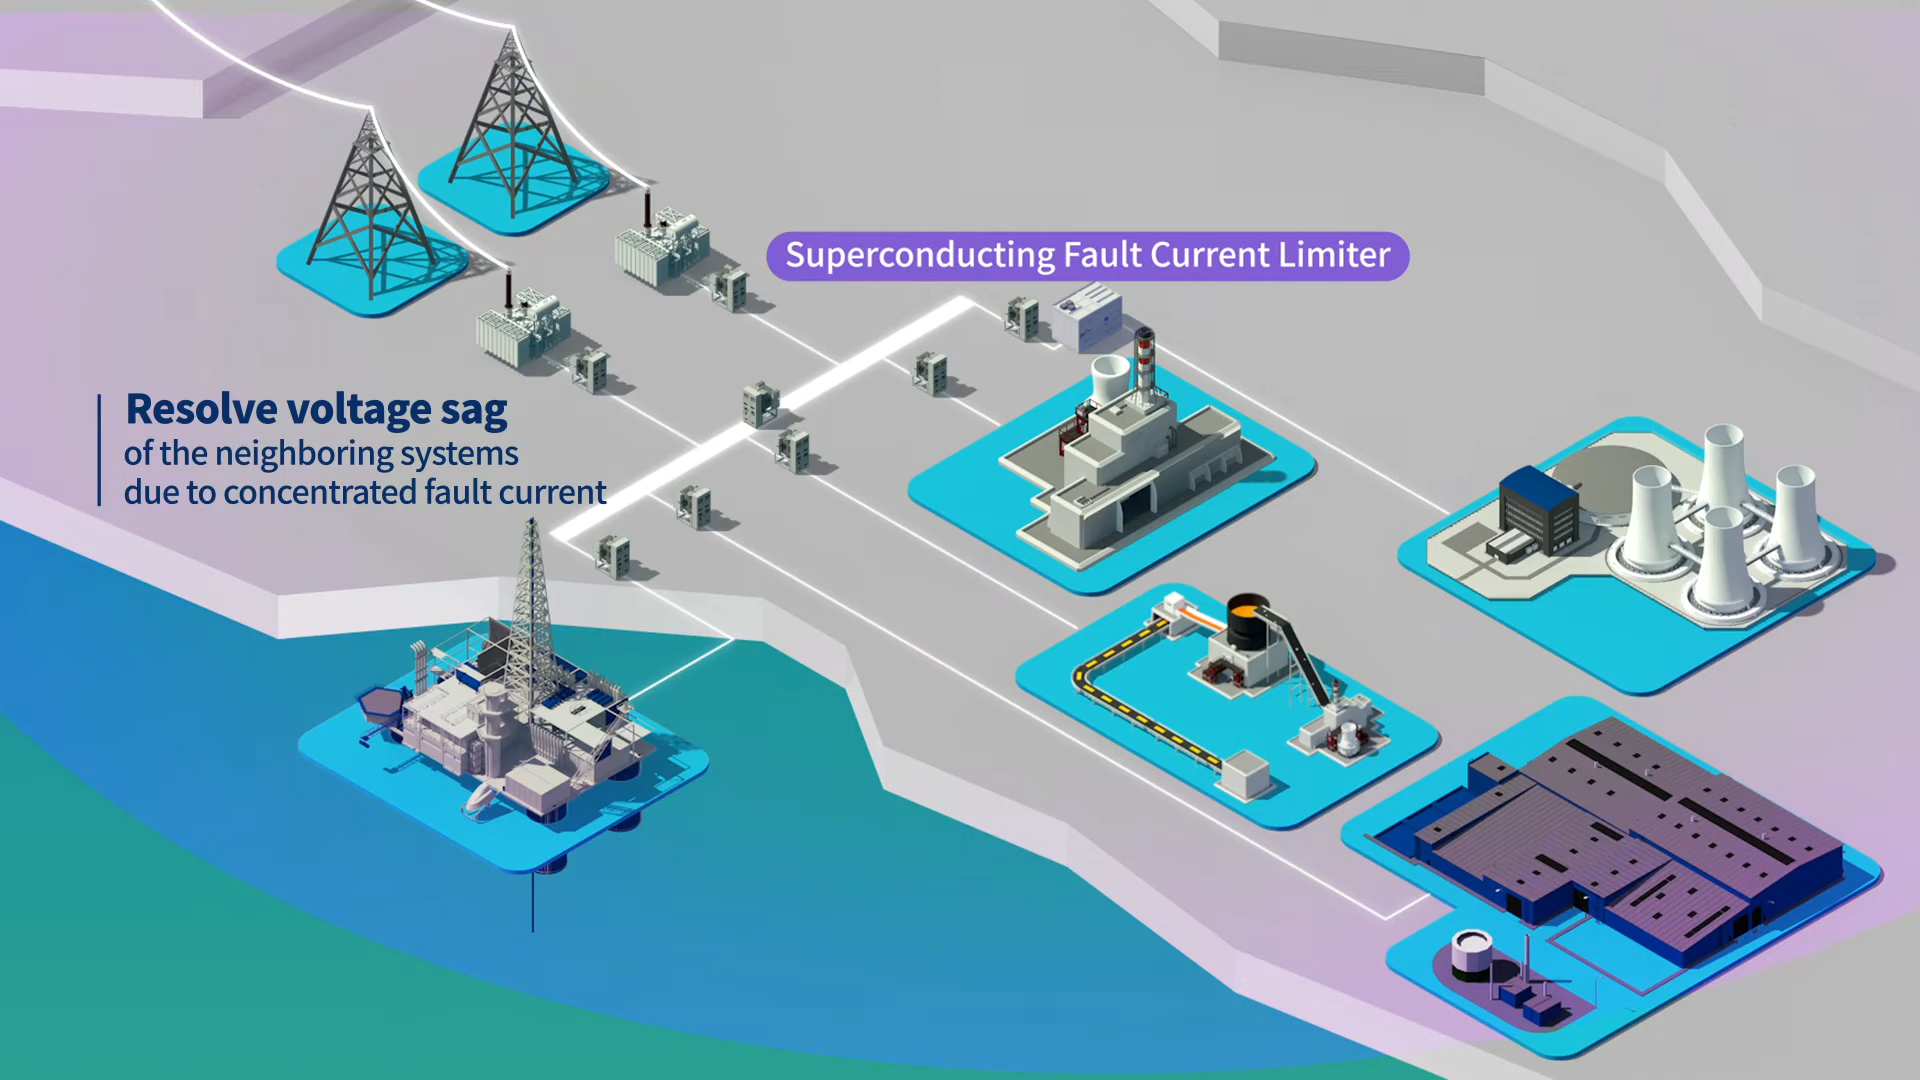 Superconducting Fault Current Limiter
Resolve voltage sag
of the neighboring systems
due to concentrated fault current